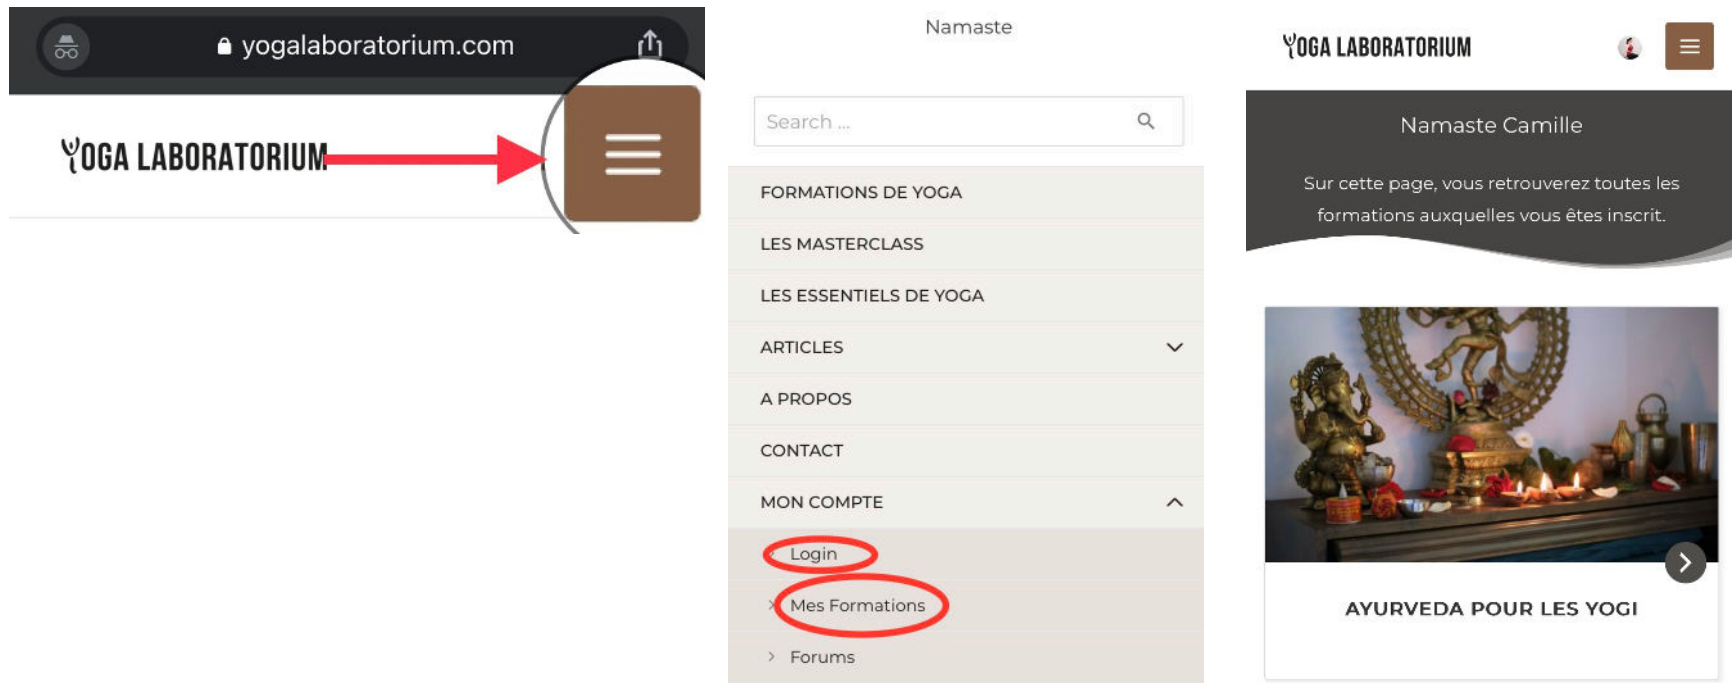 yogalaboratorium.com
YOGA LABORATORIUM
Namaste
Search ...
FORMATIONS DE YOGA
LES MASTERCLASS
LES ESSENTIELS DE YOGA
ARTICLES
A PROPOS
CONTACT
MON COMPTE
Login
Mes Formations
Forums
YOGA LABORATORIUM
Namaste Camille
Sur cette page, vous retrouverez toutes les
formations auxquelles vous êtes inscrit.
AYURVEDA POUR LES YOGI